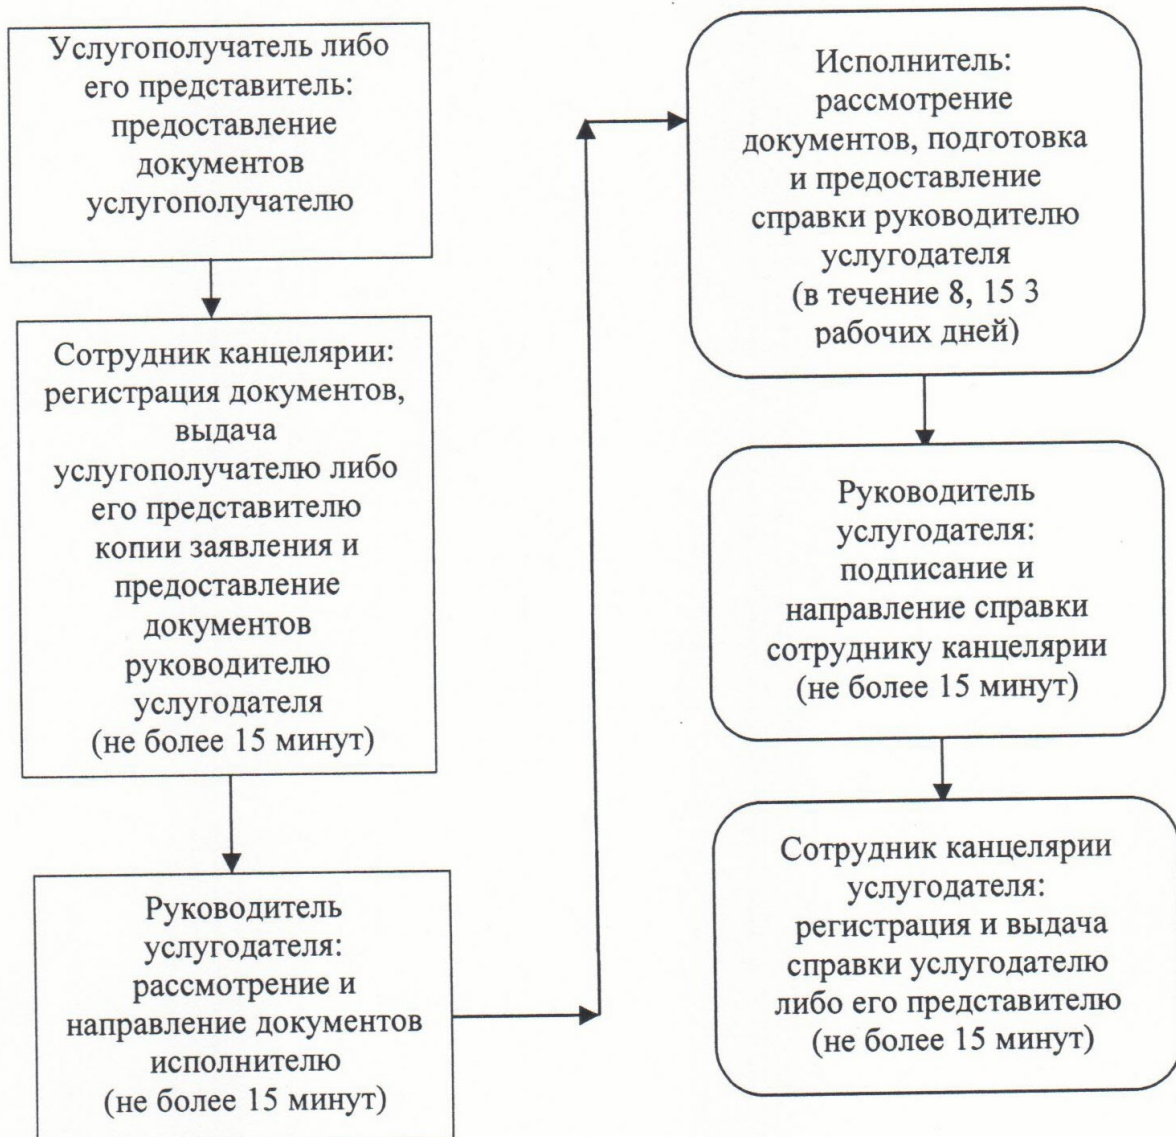 Услугополучатель либо
его представитель:
предоставление
документов
услугополучателю
Сотрудник канцелярии:
регистрация документов,
выдача
услугополучателю либо
его представителю
копии заявления и
предоставление
документов
руководителю
услугодателя
(не более 15 минут)
Руководитель
услугодателя:
рассмотрение и
направление документов
исполнителю
(не более 15 минут)
Исполнитель:
рассмотрение
документов, подготовка
и предоставление
справки руководителю
услугодателя
(в течение 8, 15 3
рабочих дней)
Руководитель
услугодателя:
подписание и
направление справки
сотруднику канцелярии
(не более 15 минут)
Сотрудник канцелярии
услугодателя:
регистрация и выдача
справки услугодателю
либо его представителю
(не более 15 минут)